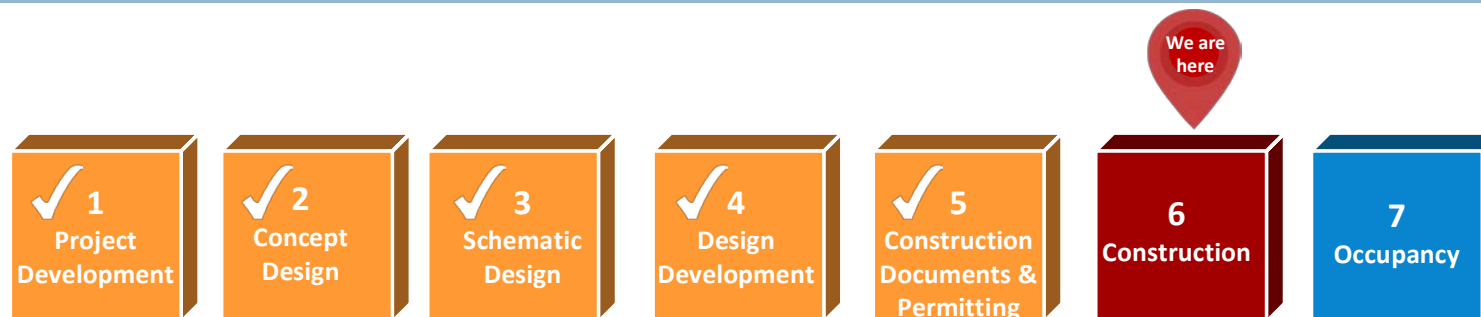 We are
here
1
Project
Development
2
Concept
Design
3
Schematic
Design
4
Design
Development
5
Construction
Documents &
Permitting
6
Construction
7
Occupancy